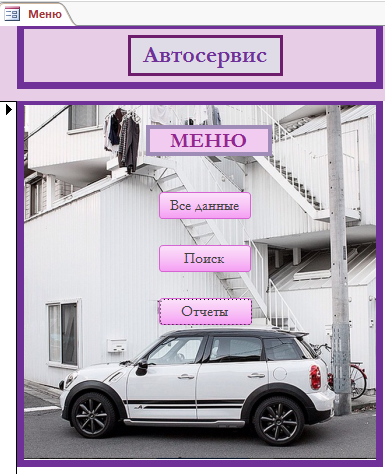 Меню
Автосервис
МЕНЮ
Все данные
Поиск
Отчеты